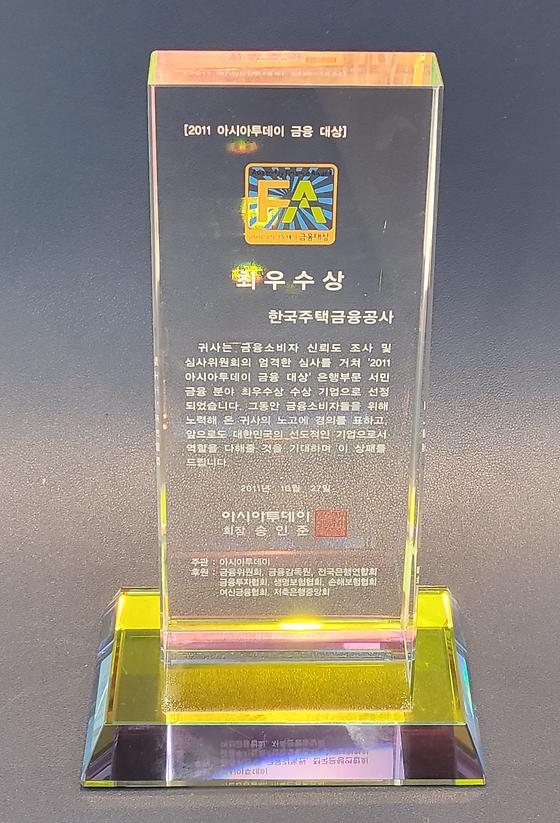 [2011 아시아투데이 금융 대상]
FA
금융대상
최우수상
한국주택금융공사
귀사는 금융소비자 신뢰도 조사 및
심사위원회의 엄격한 심사를 거쳐 '2011
아시아투데이 금융 대상' 은행부문 서민
금융 분야 최우수상 수상 기업으로 선정
되었습니다. 그동안 금융소비자들을 위해
노력해 온 귀사의 노고에 경의를 표하고,
앞으로도 대한민국의 선도적인 기업으로서
역할을 다해줄 것을 기대하며 이 상패를
드립니다.
2011년 10월 27일
아시아투데이
회장 송인준
주관 : 아시아투데이
후원 : 금융위원회, 금융감독원, 전국은행연합회
금융투자협회, 생명보험협회, 손해보험협회
여신금융협회, 저축은행중앙회